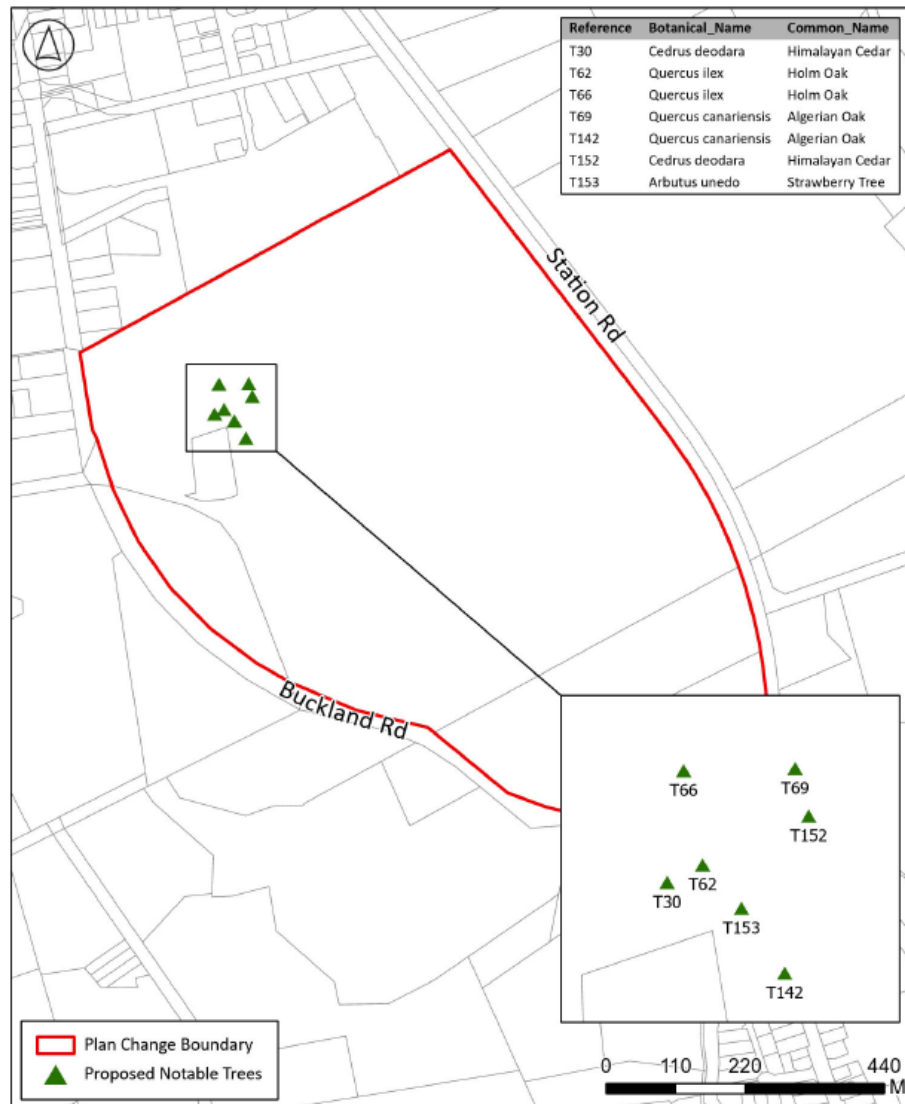 Reference Botanical_Name Common_Name
T30 Cedrus deodara Himalayan Cedar
T62 Quercus ilex Holm Oak
T66 Quercus ilex Holm Oak
T69 Quercus canariensis Algerian Oak
T142 Quercus canariensis Algerian Oak
T152 Cedrus deodara Himalayan Cedar
T153 Arbutus unedo Strawberry Tree
Station Rd
Buckland Rd
T66
T69
T152
T62
T30
T153
T142
Plan Change Boundary
Proposed Notable Trees
0 110 220 440
M